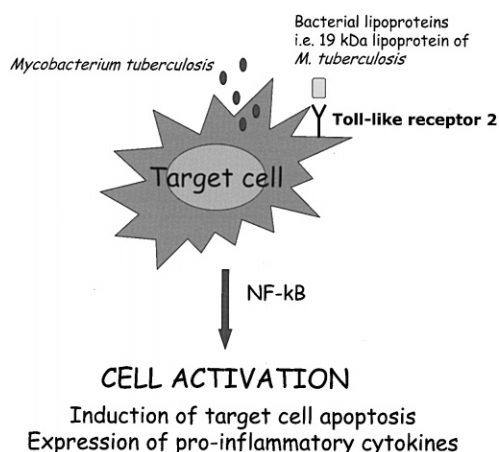 Bacterial lipoproteins
i.e. 19 kDa lipoprotein of
M. tuberculosis
Mycobacterium tuberculosis
Toll-like receptor 2
Target cell
NF-kB
CELL ACTIVATION
Induction of target cell apoptosis
Expression of pro-inflammatory cytokines